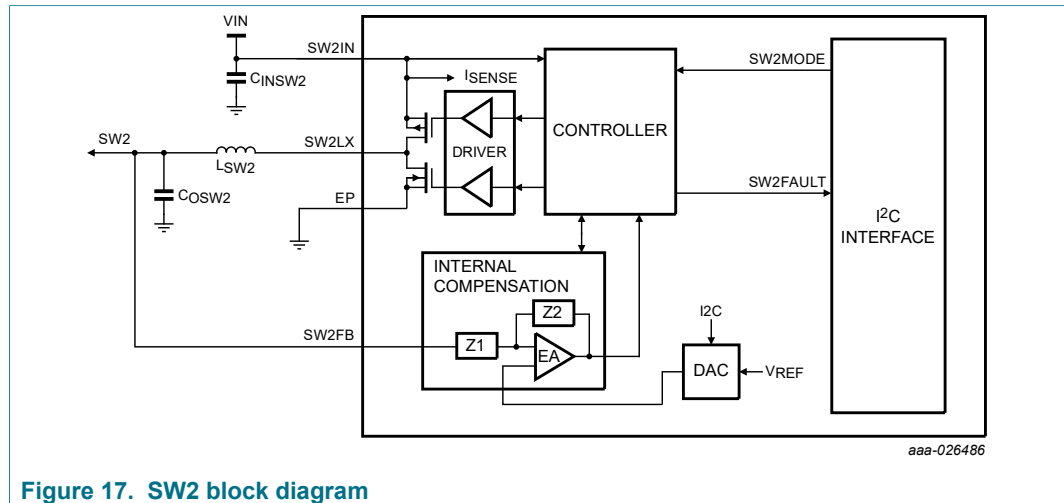 VIN
SW2IN
CINSW2
ISENSE
SW2MODE
CONTROLLER
SW2
SW2LX
LSW2
DRIVER
COSW2
SW2FAULT
EP
I2C
INTERFACE
INTERNAL
COMPENSATION
Z2
I2C
SW2FB
Z1
EA
DAC
VREF
aaa-026486
Figure 17. SW2 block diagram